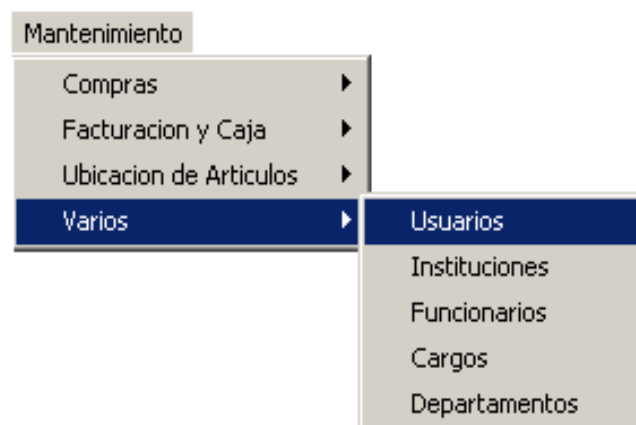 Mantenimiento
Compras
Facturacion y Caja
Ubicacion de Articulos
Varios
Usuarios
Instituciones
Funcionarios
Cargos
Departamentos